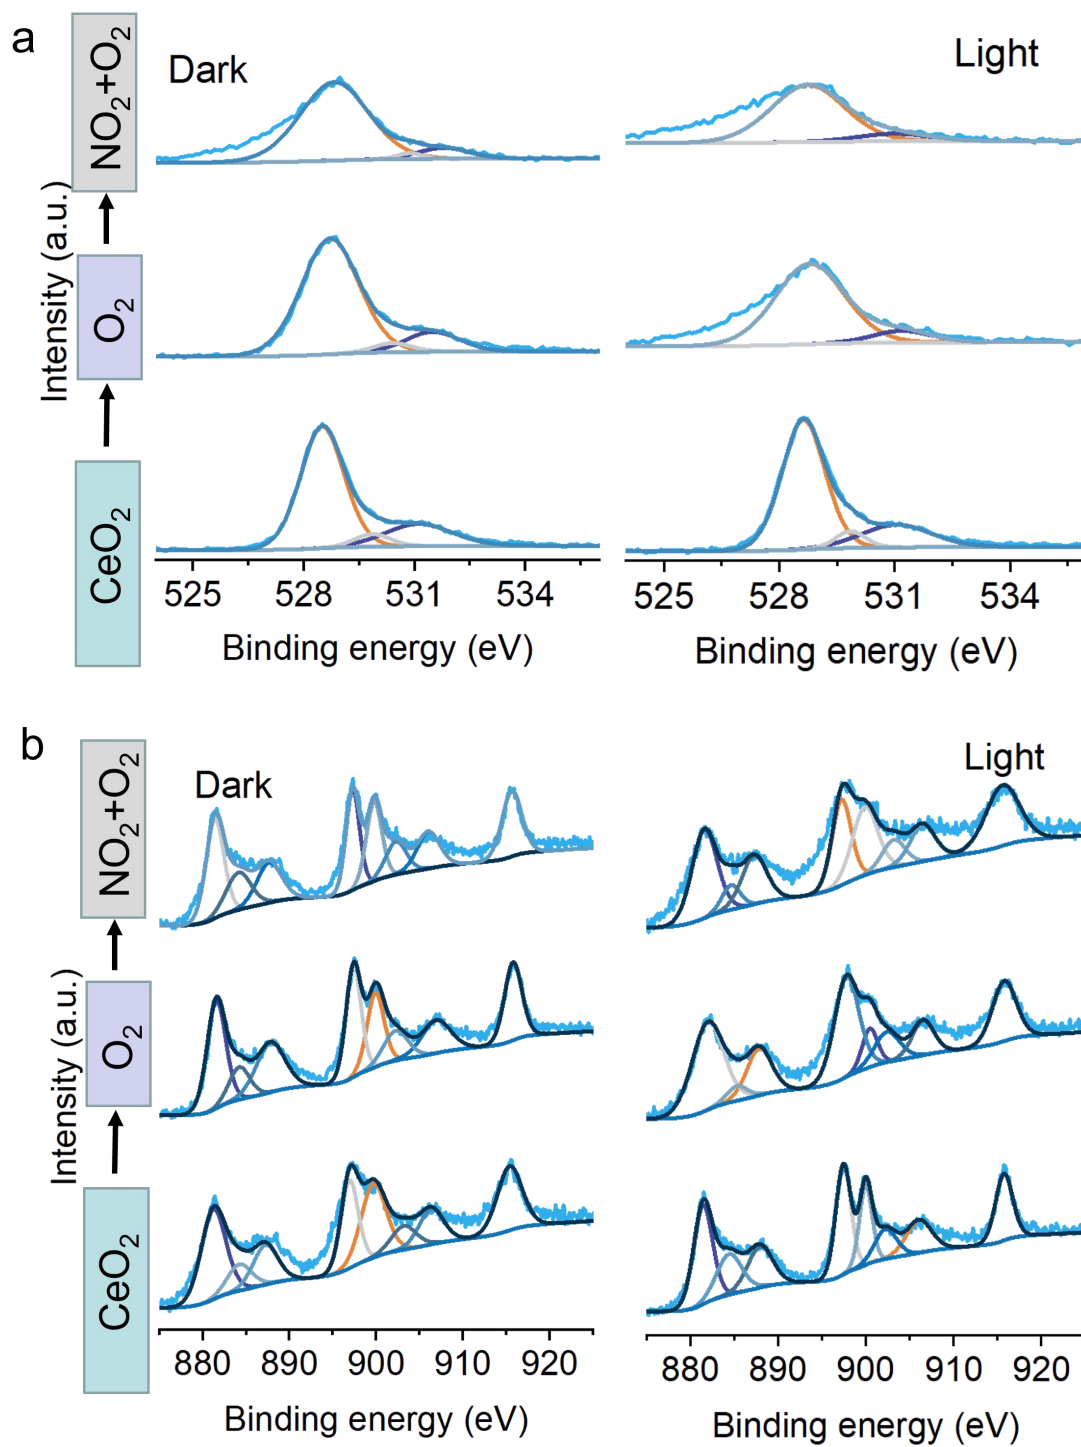 a
Dark
Light
NO₂+O₂
O₂
CeO₂
Intensity (a.u.)
525 528 531 534
525 528 531 534
Binding energy (eV)
Binding energy (eV)
b
Dark
Light
NO₂+O₂
O₂
CeO₂
Intensity (a.u.)
880 890 900 910 920
880 890 900 910 920
Binding energy (eV)
Binding energy (eV)